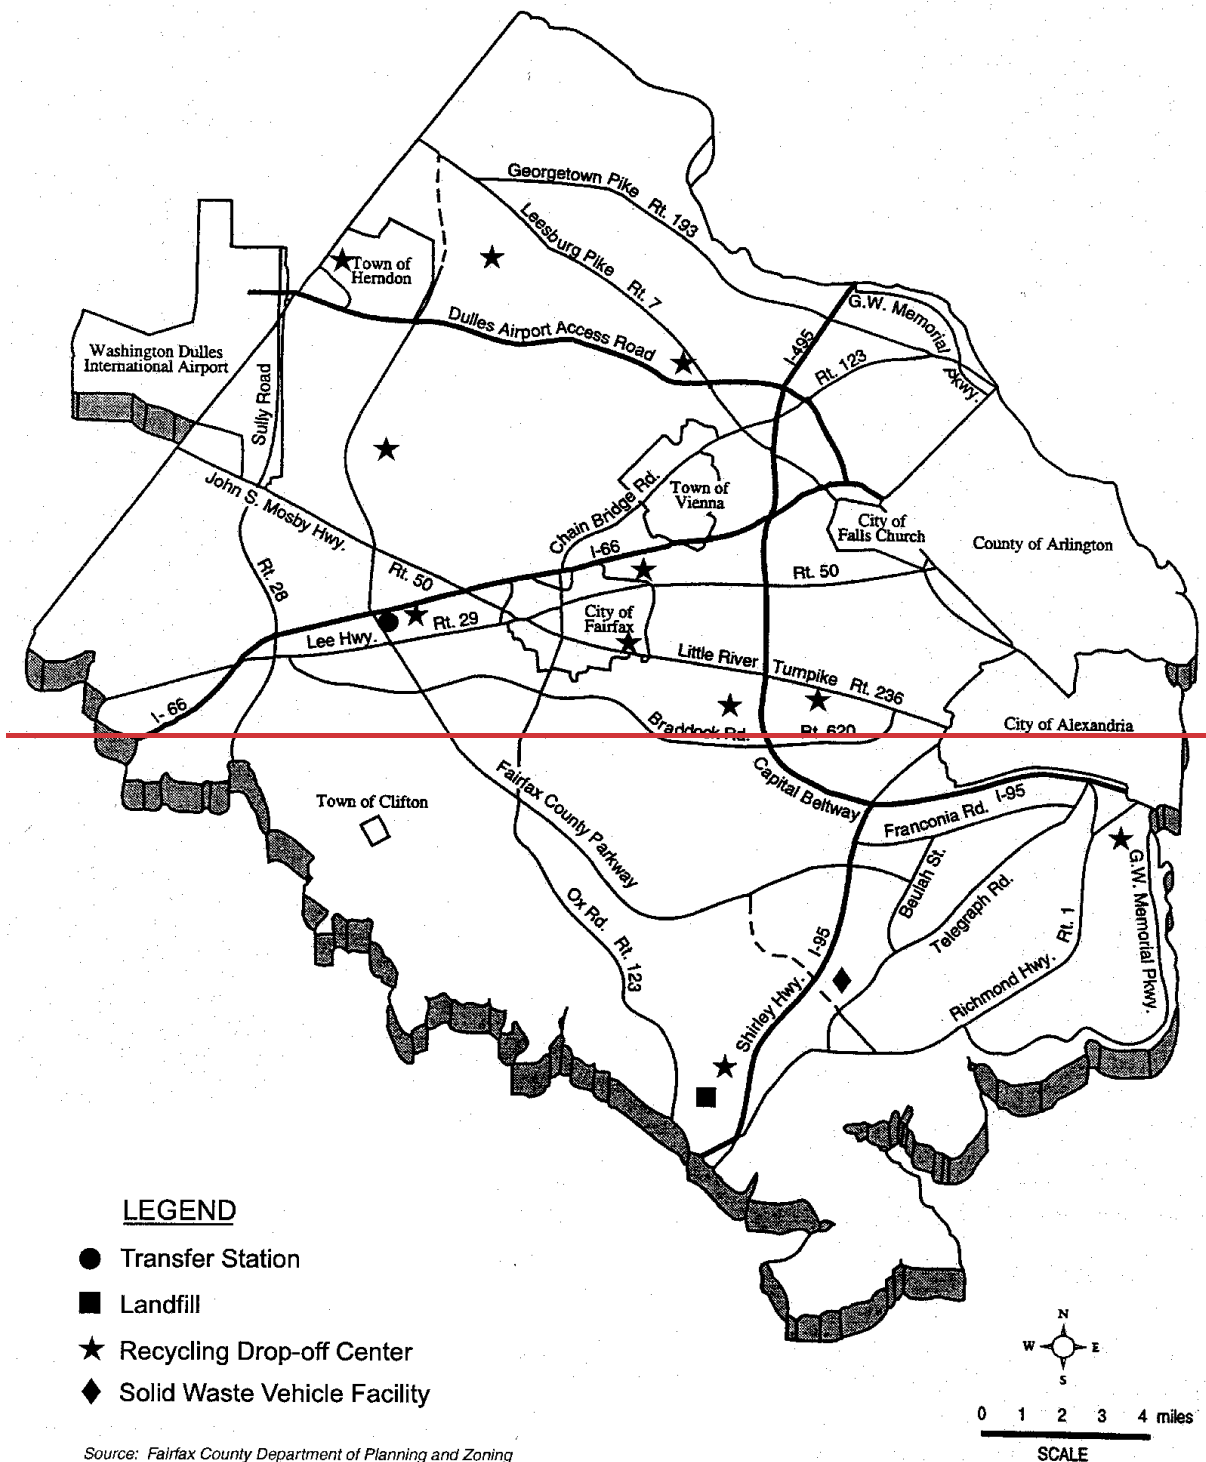 Georgetown Pike Rt. 193
Leesburg Pike Rt. 7
Town of
Herndon
G.W. Memorial Pkwy.
Dulles Airport Access Road
I-495
Washington Dulles
International Airport
Rt. 123
Sully Road
John S. Mosby Hwy. Rt. 50
Chain Bridge Rd.
Town of
Vienna
City of
Falls Church
County of Arlington
I-66
Rt. 50
Rt. 28
City of
Fairfax
Lee Hwy. Rt. 29
Little River Turnpike Rt. 236
I-66
Braddock Rd. Rt. 620
City of Alexandria
Capital Beltway
Fairfax County Parkway
Town of Clifton
Franconia Rd. I-95
Beulah St.
Telegraph Rd.
G.W. Memorial Pkwy.
Ox Rd. Rt. 123
Rt. 1
Richmond Hwy.
Shirley Hwy. I-95
LEGEND
Transfer Station
Landfill
Recycling Drop-off Center
Solid Waste Vehicle Facility
N
W E
S
0 1 2 3 4 miles
SCALE
Source: Fairfax County Department of Planning and Zoning